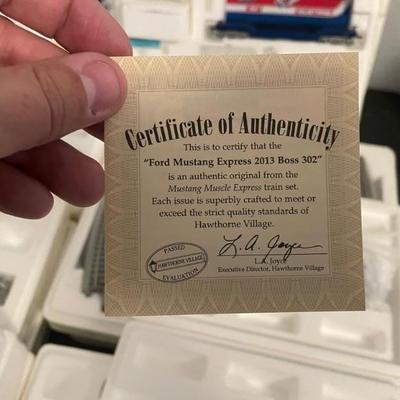 Certificate of Authenticity
This is to certify that the
"Ford Mustang Express 2013 Boss 302"
is an authentic original from the
Mustang Muscle Express train set.
Each issue is superbly crafted to meet or
exceed the strict quality standards of
Hawthorne Village.
PASSED
HAWTHORNE VILLAGE
EVALUATION
L. A. Joyce
L.A. Joyce
Executive Director, Hawthorne Village